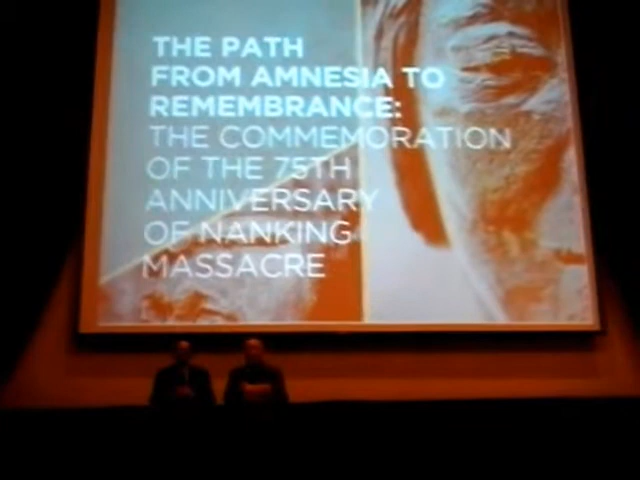 THE PATH
FROM AMNESIA TO
REMEMBRANCE:
THE COMMEMORATION
OF THE 75TH
ANNIVERSARY
OF NANKING
MASSACRE